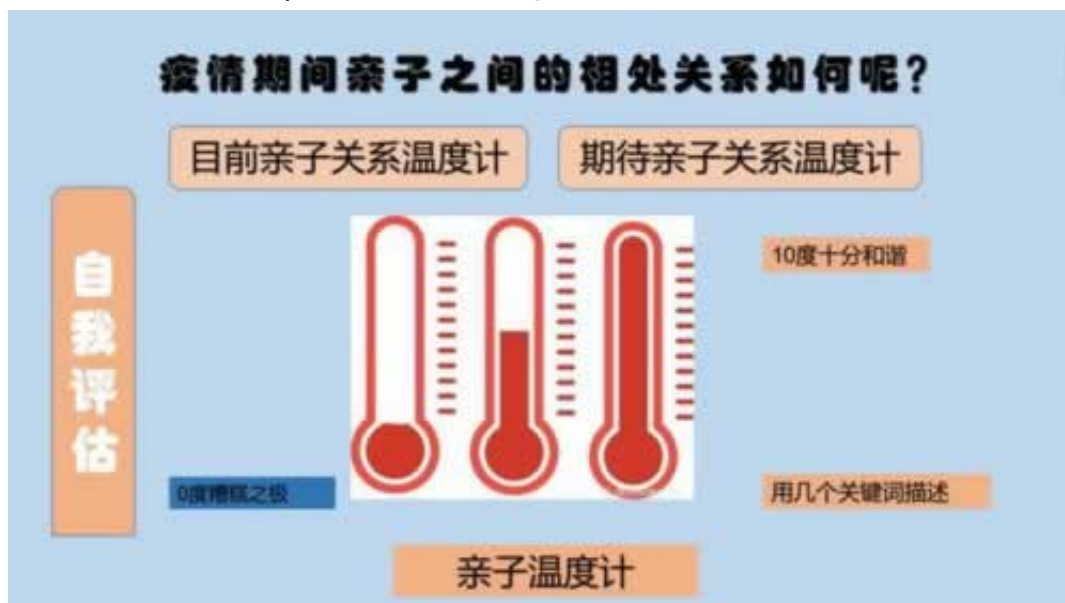 疫情期间亲子之间的相处关系如何呢？
目前亲子关系温度计
期待亲子关系温度计
自我评估
10度十分和谐
0度糟糕之极
用几个关键词描述
亲子温度计